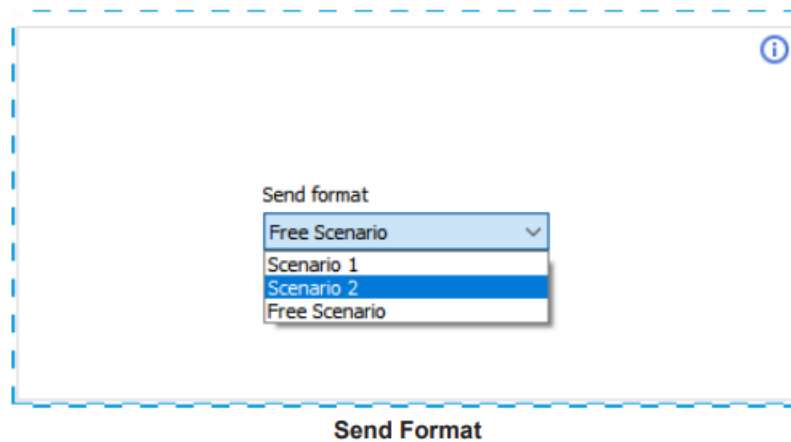 Send format
Free Scenario
Scenario 1
Scenario 2
Free Scenario
Send Format